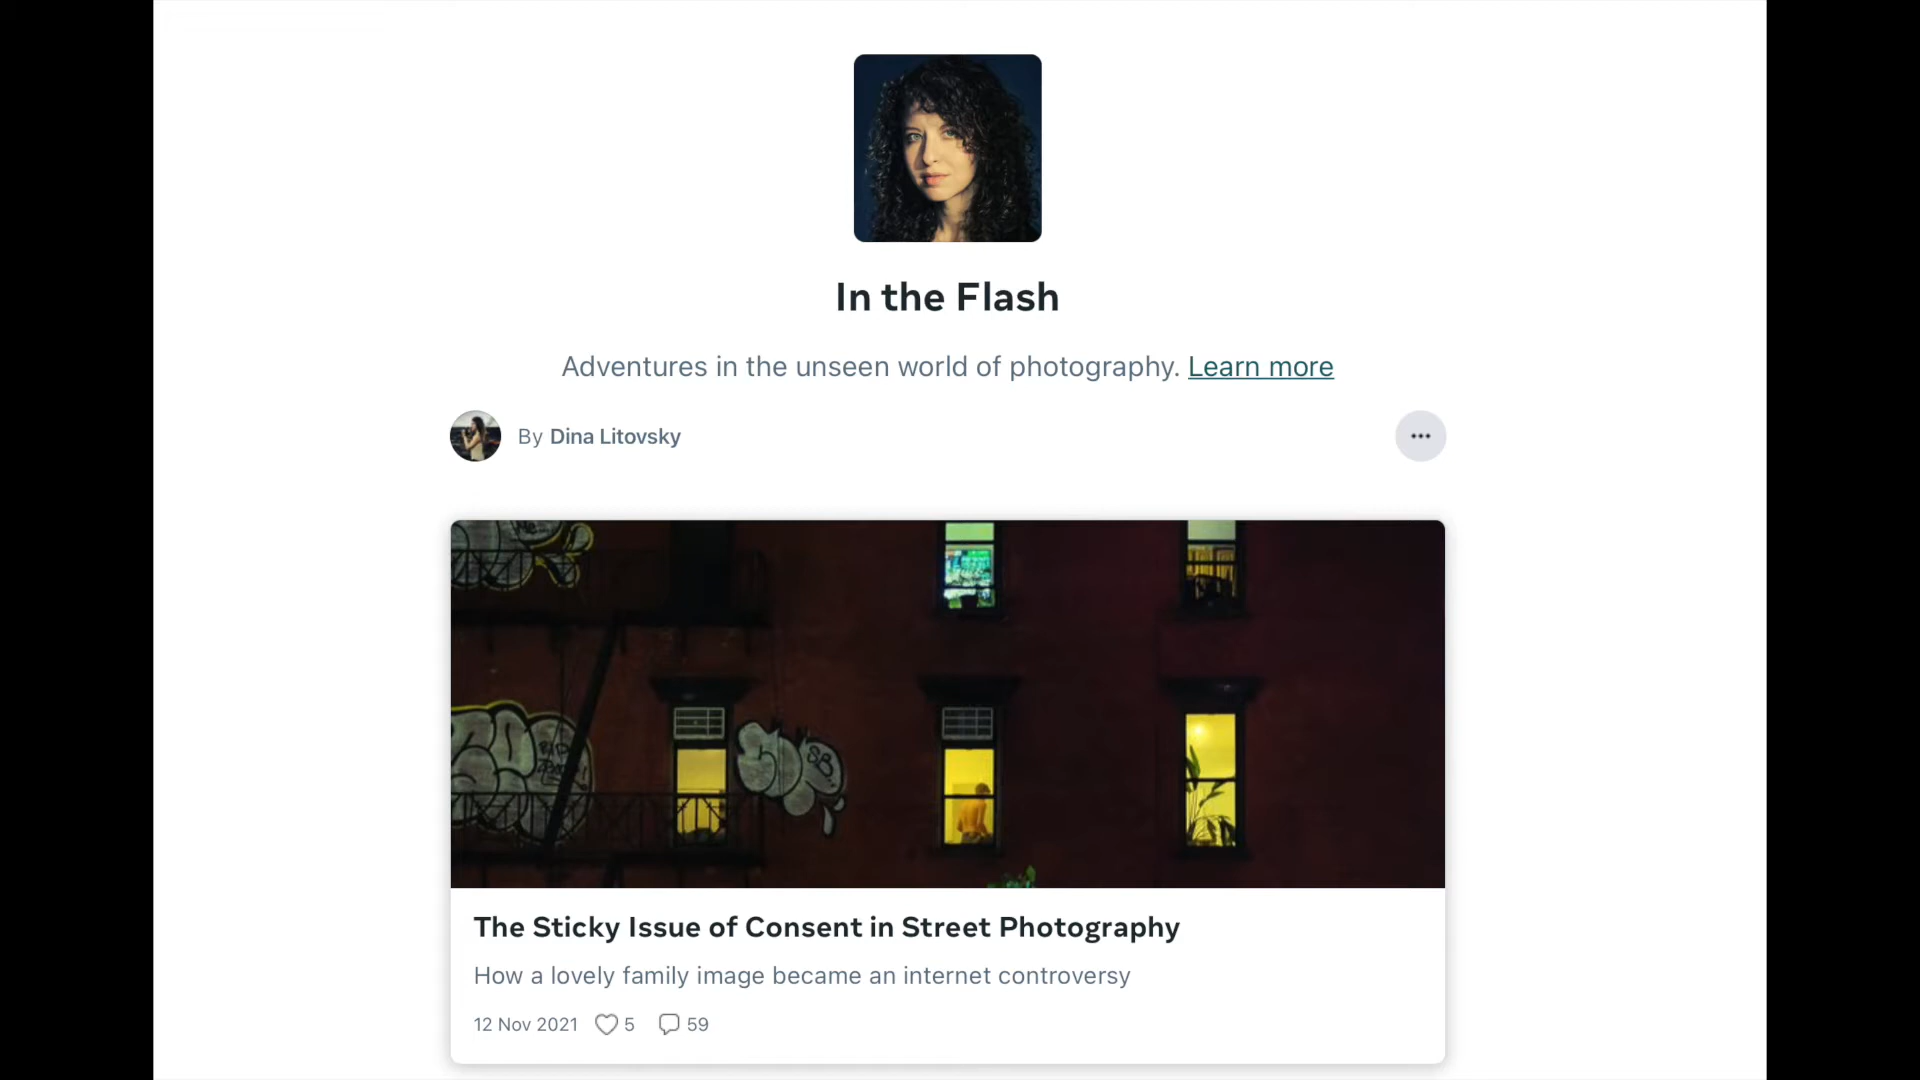 In the Flash
Adventures in the unseen world of photography. Learn more
By Dina Litovsky
The Sticky Issue of Consent in Street Photography
How a lovely family image became an internet controversy
12 Nov 2021 5 59